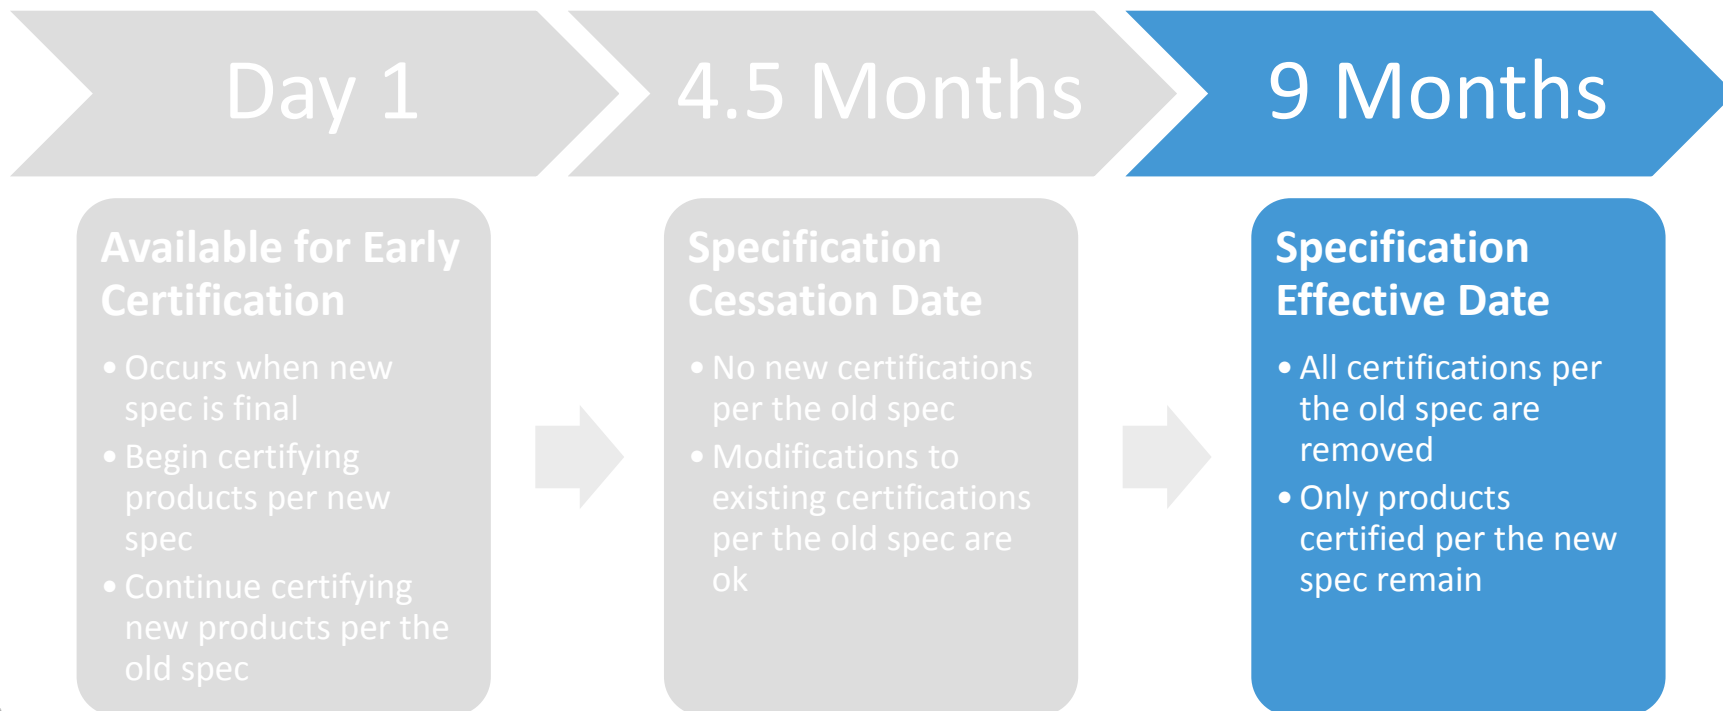 Day 1
4.5 Months
9 Months
Available for Early
Certification
• Occurs when new
spec is final
• Begin certifying
products per new
spec
• Continue certifying
new products per the
old spec
Specification
Cessation Date
• No new certifications
per the old spec
• Modifications to
existing certifications
per the old spec are
ok
Specification
Effective Date
• All certifications per
the old spec are
removed
• Only products
certified per the new
spec remain